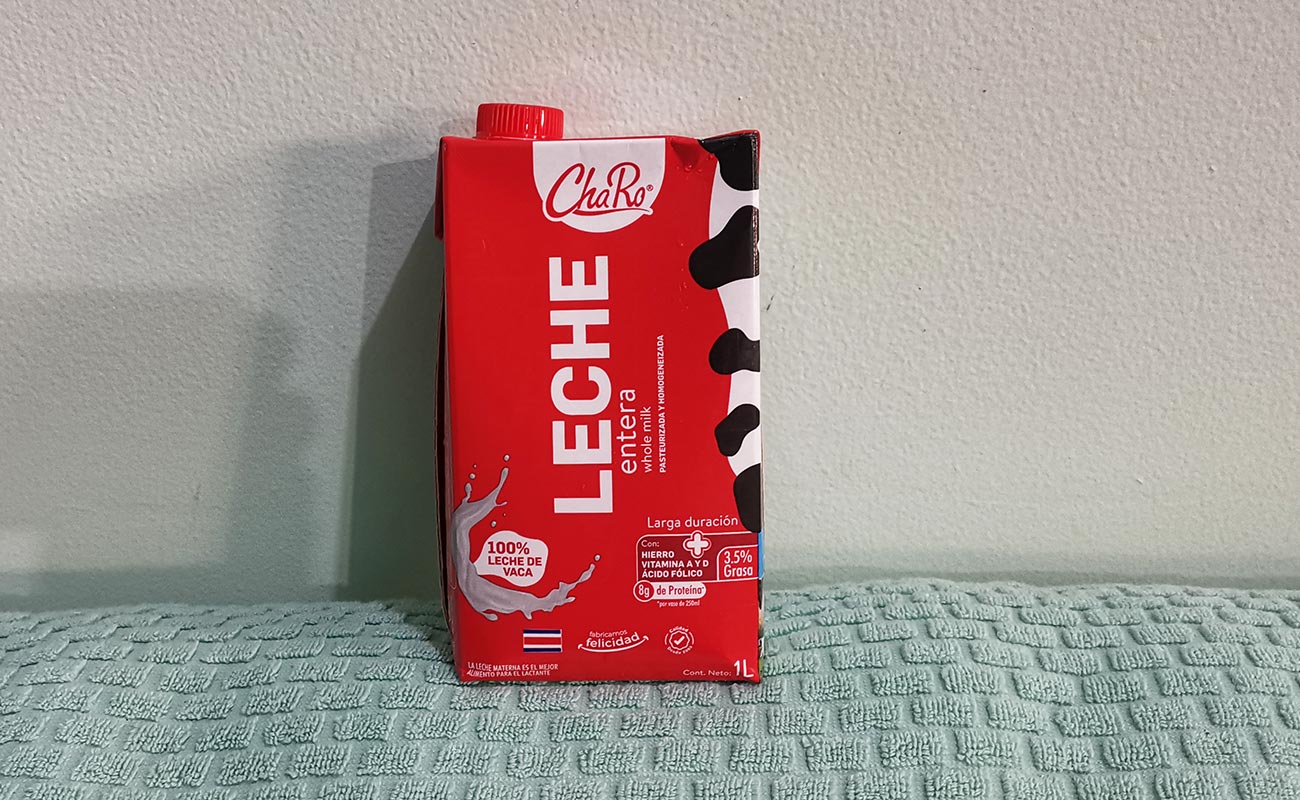 ChaRo®
LECHE
entera
whole milk
PASTEURIZADA Y HOMOGENEIZADA
Larga duración
Con:
HIERRO
VITAMINA A Y D
ÁCIDO FÓLICO
3.5%
Grasa
8g de Proteína*
*por vaso de 250ml
100%
LECHE DE
VACA
fabricamos
felicidad
Calidad
LA LECHE MATERNA ES EL MEJOR
ALIMENTO PARA EL LACTANTE
Cont. Neto: 1L